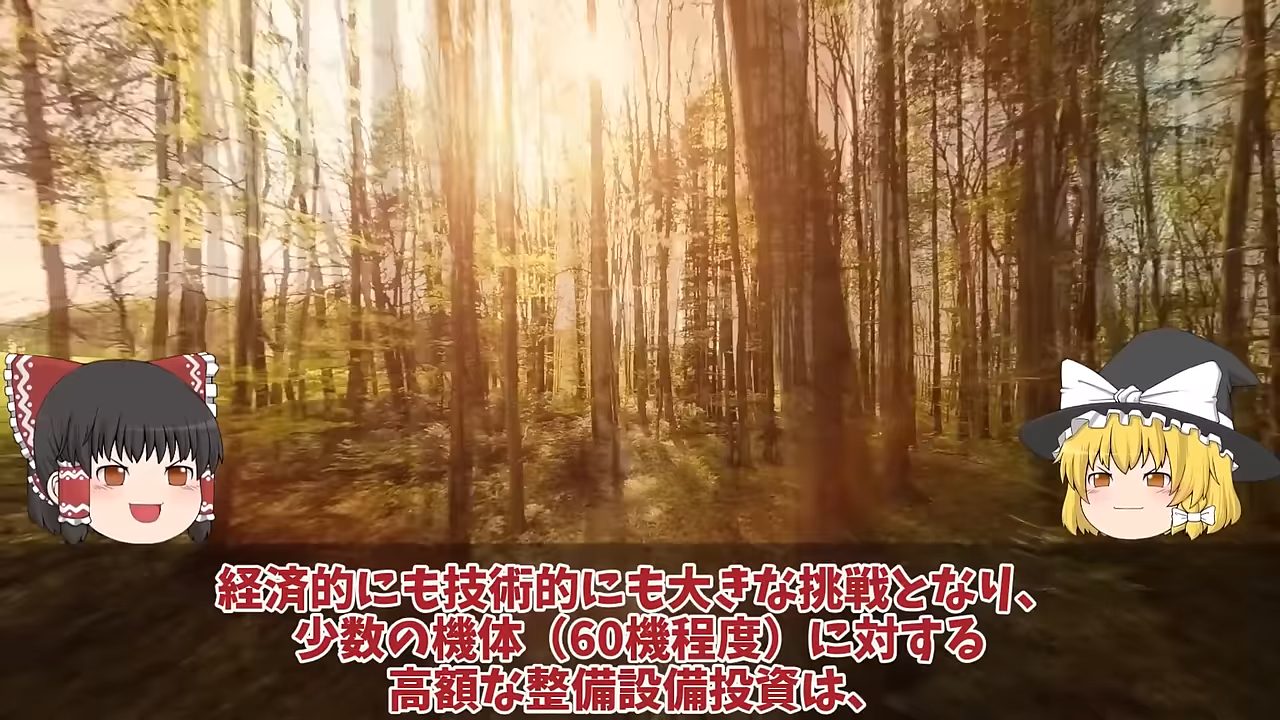 経済的にも技術的にも大きな挑戦となり、
少数の機体（60機程度）に対する
高額な整備設備投資は、